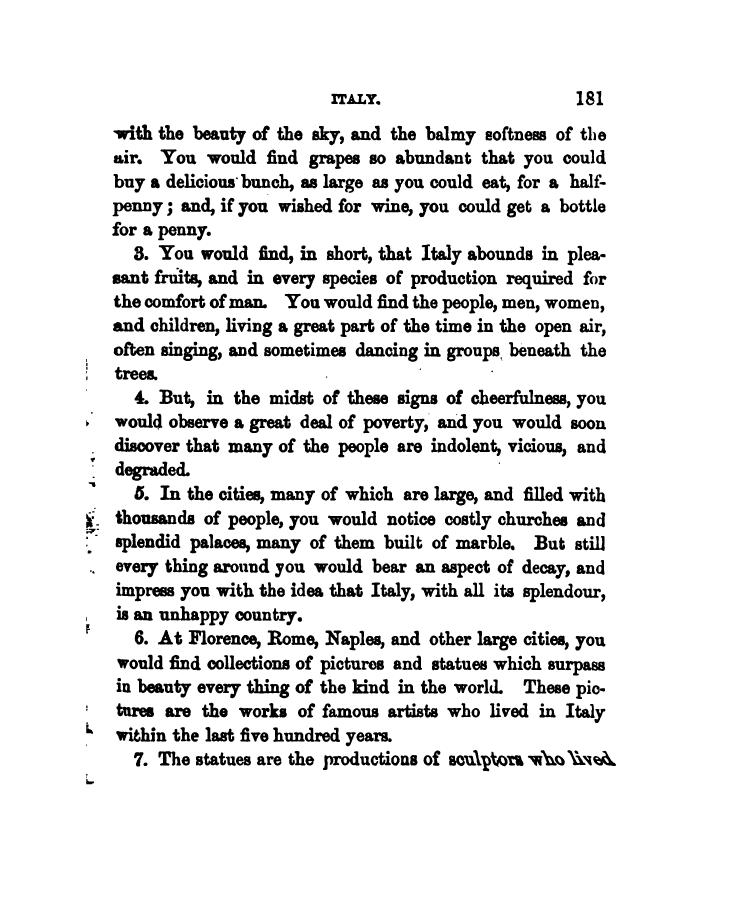 ITALY. 181
with the beauty of the sky, and the balmy softness of the
air. You would find grapes so abundant that you could
buy a delicious bunch, as large as you could eat, for a half-
penny; and, if you wished for wine, you could get a bottle
for a penny.
3. You would find, in short, that Italy abounds in plea-
sant fruits, and in every species of production required for
the comfort of man. You would find the people, men, women,
and children, living a great part of the time in the open air,
often singing, and sometimes dancing in groups beneath the
trees.
4. But, in the midst of these signs of cheerfulness, you
would observe a great deal of poverty, and you would soon
discover that many of the people are indolent, vicious, and
degraded.
5. In the cities, many of which are large, and filled with
thousands of people, you would notice costly churches and
splendid palaces, many of them built of marble. But still
every thing around you would bear an aspect of decay, and
impress you with the idea that Italy, with all its splendour,
is an unhappy country.
6. At Florence, Rome, Naples, and other large cities, you
would find collections of pictures and statues which surpass
in beauty every thing of the kind in the world. These pic-
tures are the works of famous artists who lived in Italy
within the last five hundred years.
7. The statues are the productions of sculptors who lived